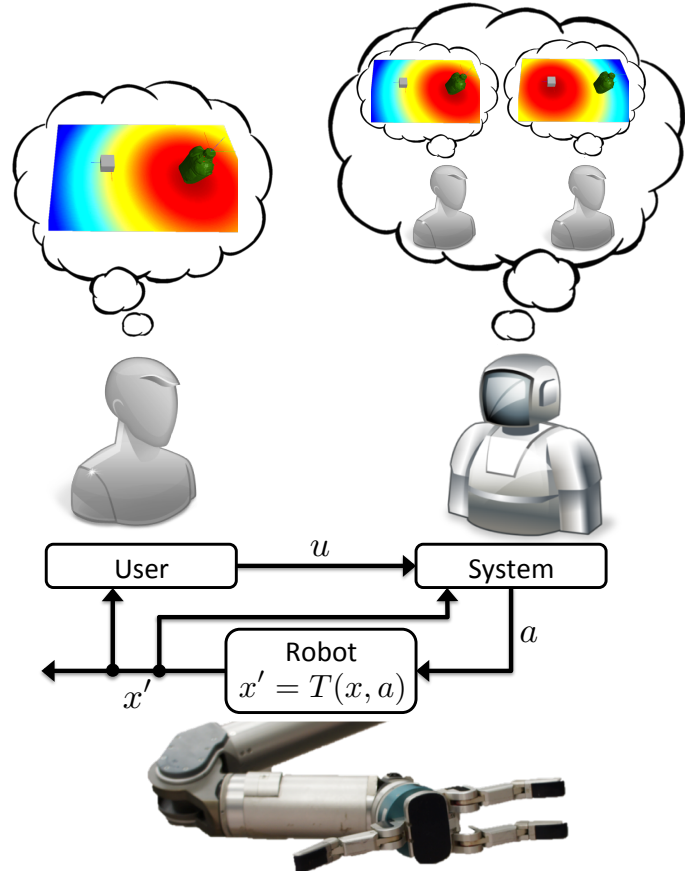 User
u
System
a
Robot
x′ = T(x, a)
x′